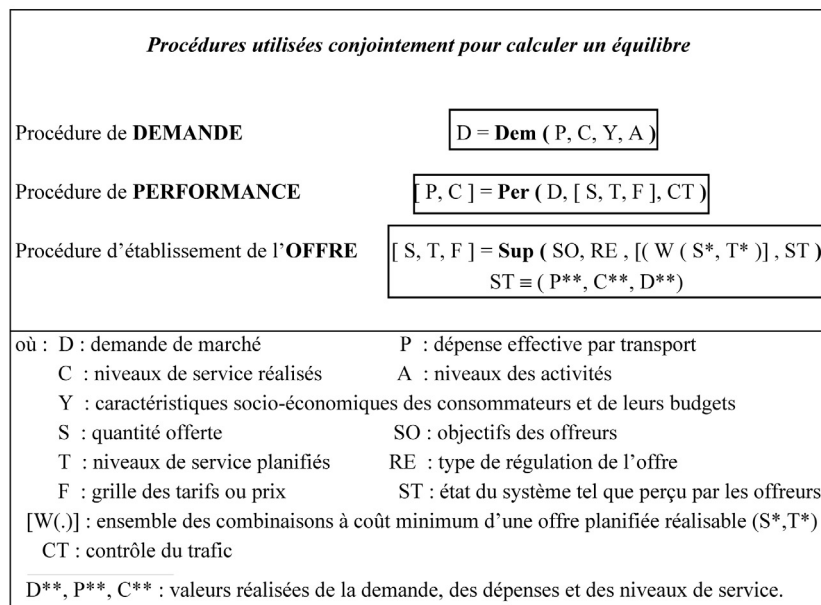 Procédures utilisées conjointement pour calculer un équilibre
Procédure de DEMANDE D = Dem ( P, C, Y, A )
Procédure de PERFORMANCE [ P, C ] = Per ( D, [ S, T, F ], CT )
Procédure d’établissement de l’OFFRE [ S, T, F ] = Sup ( SO, RE , [( W ( S*, T* )] , ST )
ST ≡ ( P**, C**, D**)
où : D : demande de marché P : dépense effective par transport
C : niveaux de service réalisés A : niveaux des activités
Y : caractéristiques socio-économiques des consommateurs et de leurs budgets
S : quantité offerte SO : objectifs des offreurs
T : niveaux de service planifiés RE : type de régulation de l’offre
F : grille des tarifs ou prix ST : état du système tel que perçu par les offreurs
[W(.)] : ensemble des combinaisons à coût minimum d’une offre planifiée réalisable (S*,T*)
CT : contrôle du trafic
D**, P**, C** : valeurs réalisées de la demande, des dépenses et des niveaux de service.